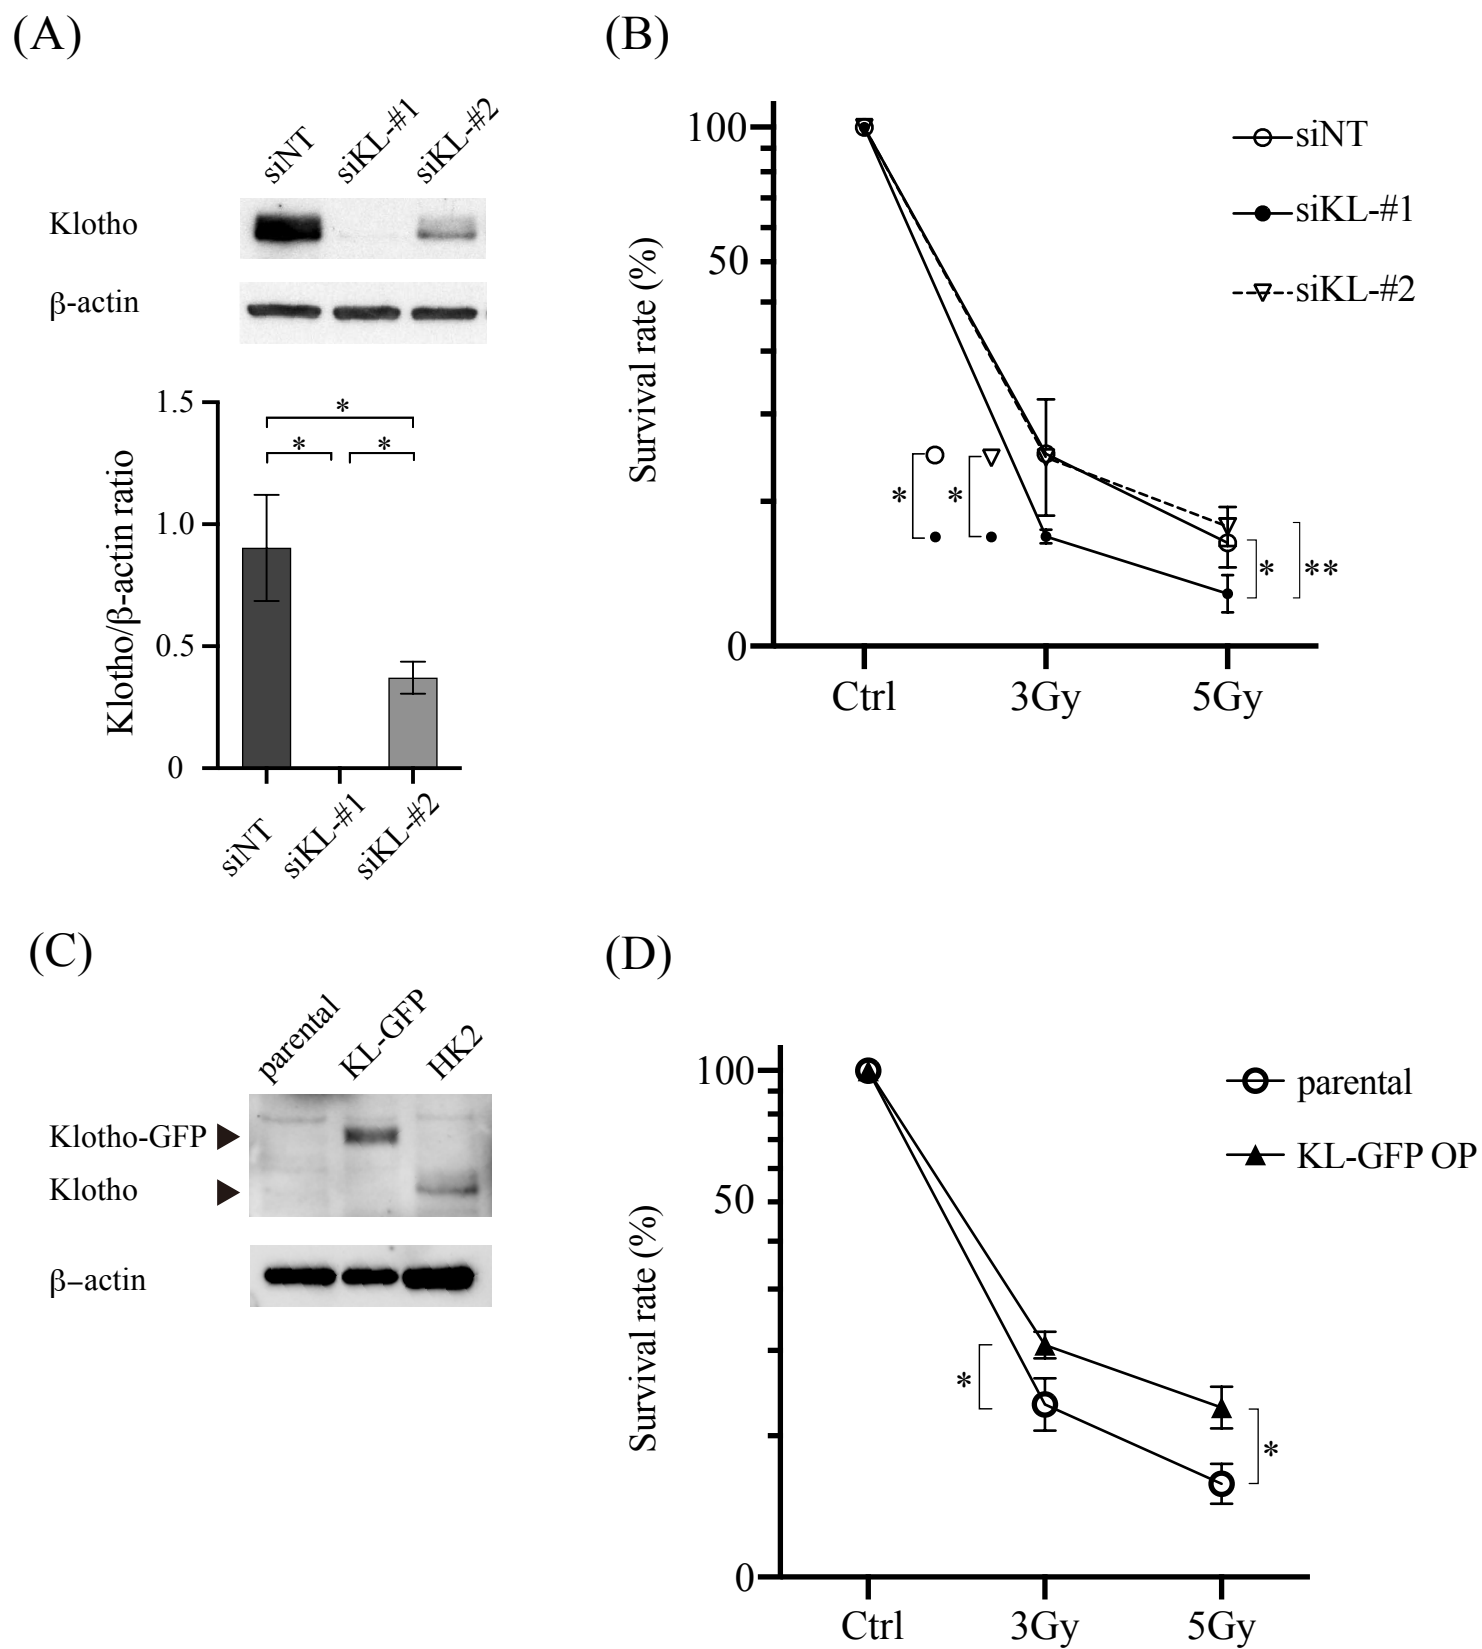 (A)
siNT siKL-#1 siKL-#2
Klotho
β-actin
Klotho/β-actin ratio
1.5
1.0
0.5
0
*
* *
siNT siKL-#1 siKL-#2
(B)
Survival rate (%)
100
50
0
siNT
siKL-#1
siKL-#2
* *
* **
Ctrl 3Gy 5Gy
(C)
parental KL-GFP HK2
Klotho-GFP
Klotho
β–actin
(D)
Survival rate (%)
100
50
0
parental
KL-GFP OP
*
*
Ctrl 3Gy 5Gy